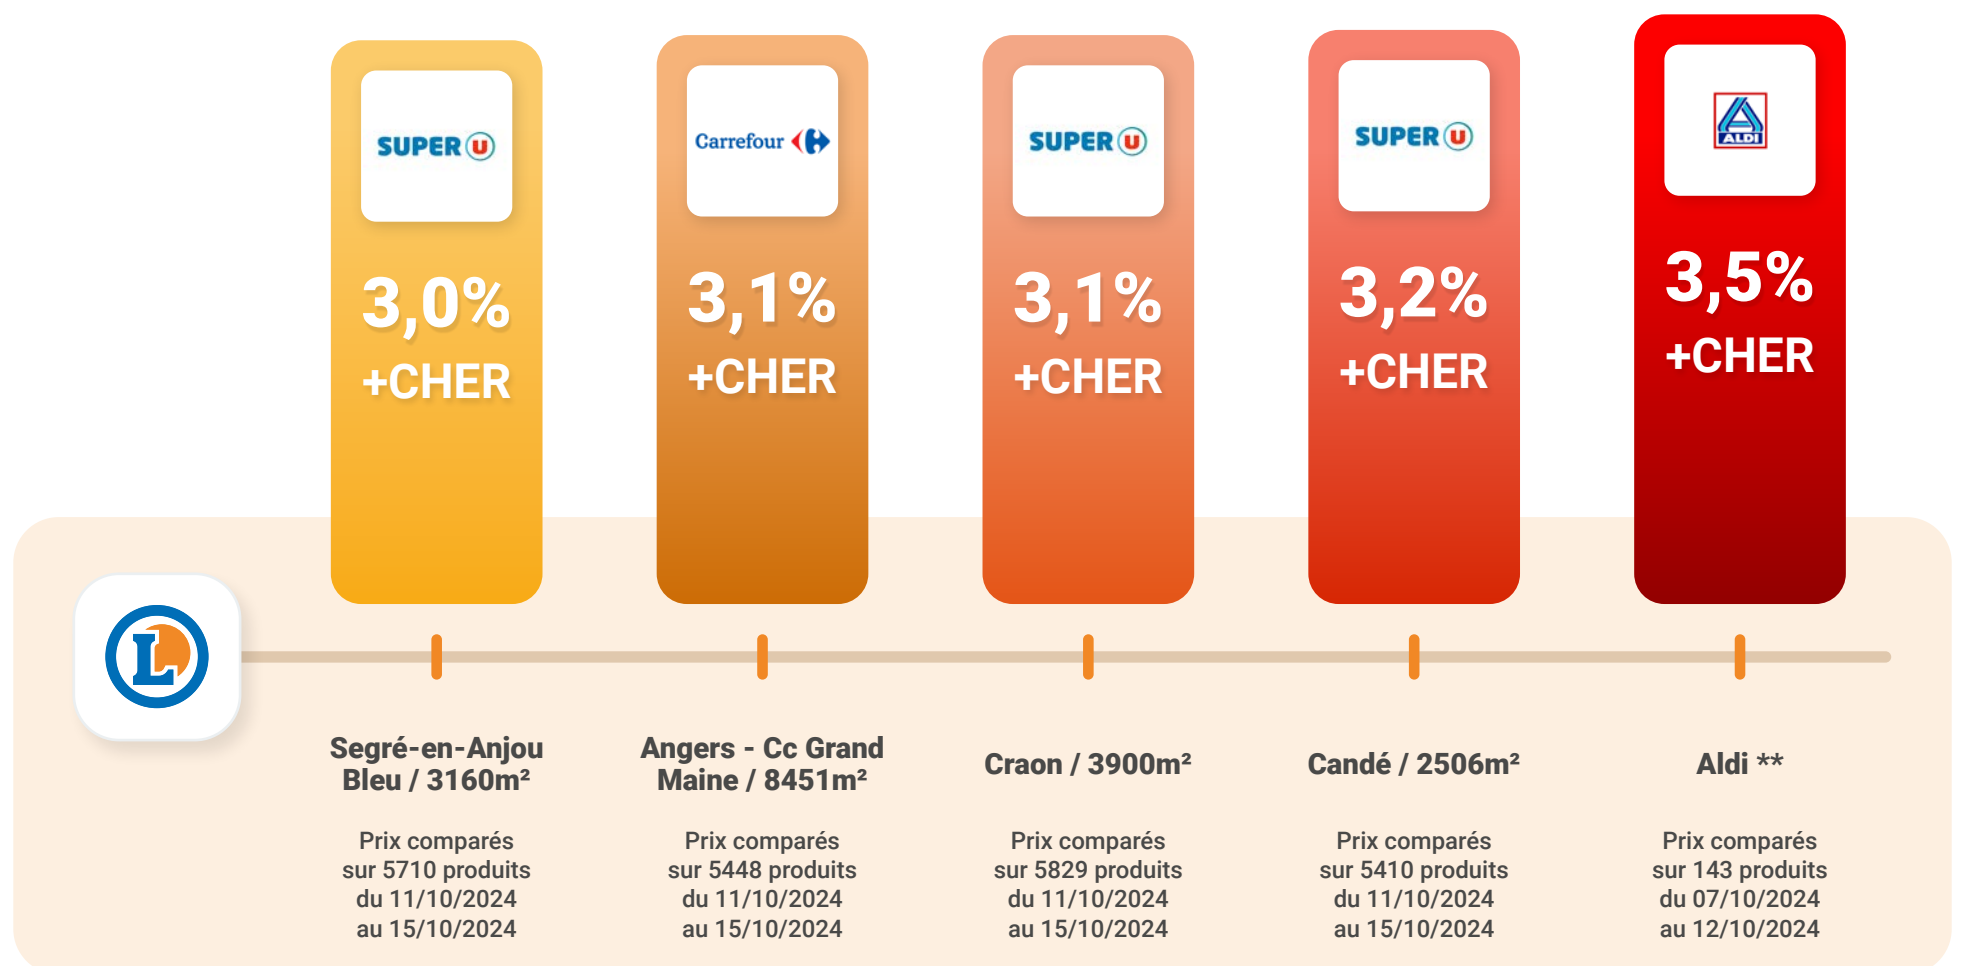 SUPER U
3,0%
+CHER
Carrefour
3,1%
+CHER
SUPER U
3,1%
+CHER
SUPER U
3,2%
+CHER
ALDI
3,5%
+CHER
L
Segré-en-Anjou
Bleu / 3160m²
Prix comparés
sur 5710 produits
du 11/10/2024
au 15/10/2024
Angers - Cc Grand
Maine / 8451m²
Prix comparés
sur 5448 produits
du 11/10/2024
au 15/10/2024
Craon / 3900m²
Prix comparés
sur 5829 produits
du 11/10/2024
au 15/10/2024
Candé / 2506m²
Prix comparés
sur 5410 produits
du 11/10/2024
au 15/10/2024
Aldi **
Prix comparés
sur 143 produits
du 07/10/2024
au 12/10/2024